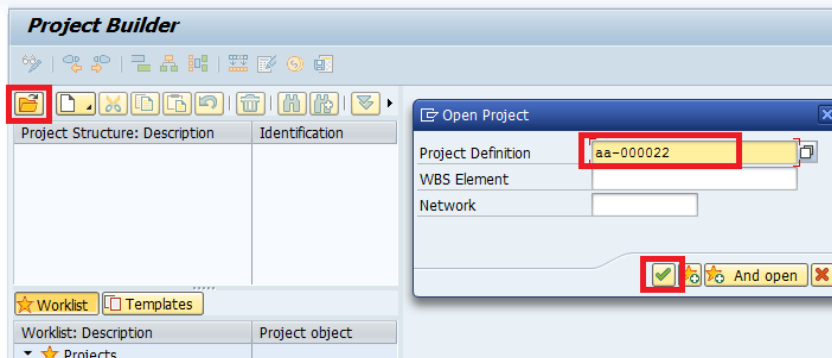 Project Builder
Project Structure: Description Identification
Open Project
Project Definition aa-000022
WBS Element
Network
And open
Worklist Templates
Worklist: Description Project object
Projects